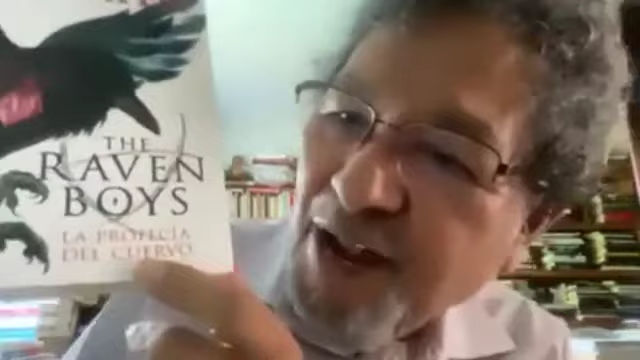 THE
RAVEN
BOYS
LA PROFECÍA
DEL CUERVO